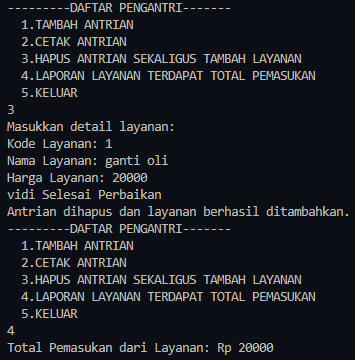 ---------DAFTAR PENGANTRI-------
1.TAMBAH ANTRIAN
2.CETAK ANTRIAN
3.HAPUS ANTRIAN SEKALIGUS TAMBAH LAYANAN
4.LAPORAN LAYANAN TERDAPAT TOTAL PEMASUKAN
5.KELUAR
3
Masukkan detail layanan:
Kode Layanan: 1
Nama Layanan: ganti oli
Harga Layanan: 20000
vidi Selesai Perbaikan
Antrian dihapus dan layanan berhasil ditambahkan.
---------DAFTAR PENGANTRI-------
1.TAMBAH ANTRIAN
2.CETAK ANTRIAN
3.HAPUS ANTRIAN SEKALIGUS TAMBAH LAYANAN
4.LAPORAN LAYANAN TERDAPAT TOTAL PEMASUKAN
5.KELUAR
4
Total Pemasukan dari Layanan: Rp 20000